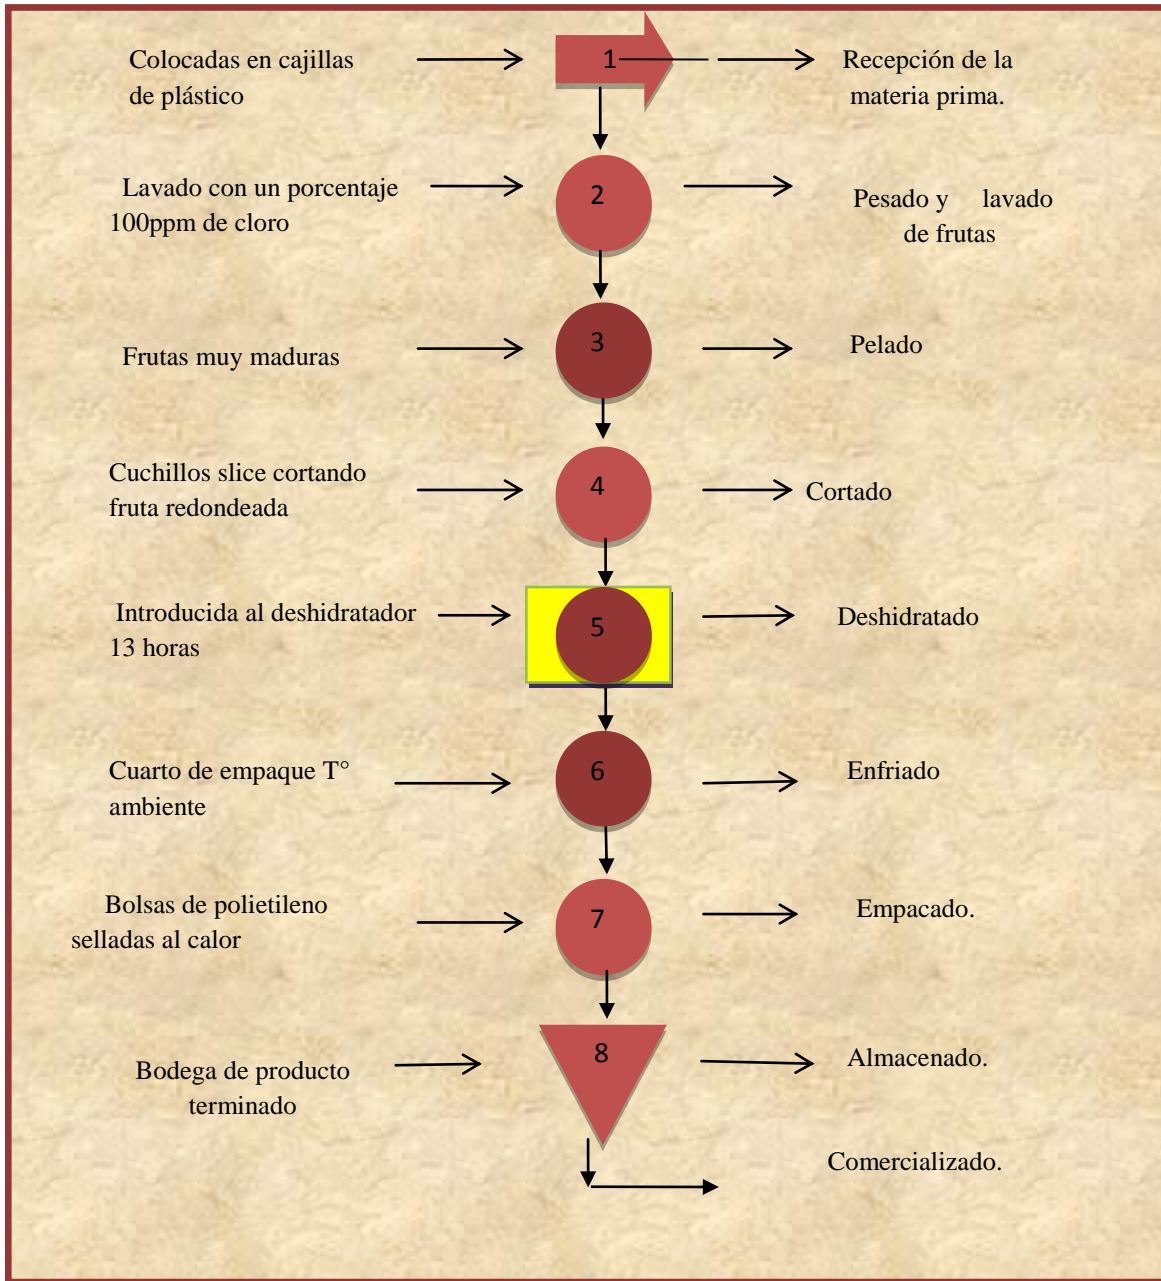 Colocadas en cajillas
de plástico
1
Recepción de la
materia prima.
Lavado con un porcentaje
100ppm de cloro
2
Pesado y lavado
de frutas
Frutas muy maduras
3
Pelado
Cuchillos slice cortando
fruta redondeada
4
Cortado
Introducida al deshidratador
13 horas
5
Deshidratado
Cuarto de empaque T°
ambiente
6
Enfriado
Bolsas de polietileno
selladas al calor
7
Empacado.
Bodega de producto
terminado
8
Almacenado.
Comercializado.